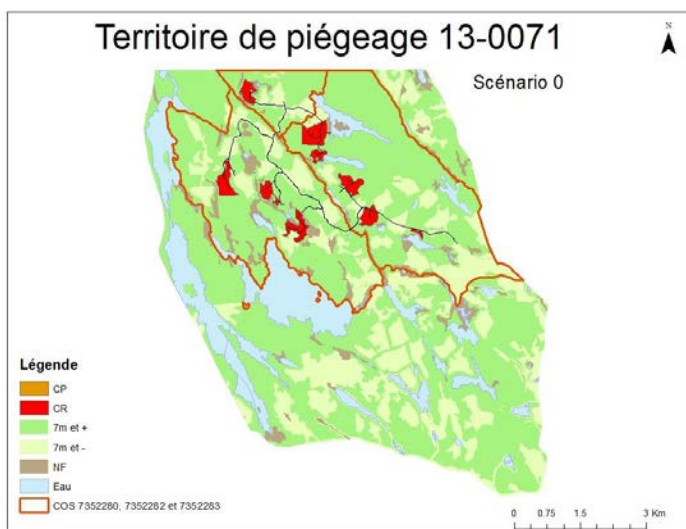 Territoire de piégeage 13-0071
N
Scénario 0
Légende
CP
CR
7m et +
7m et -
NF
Eau
COS 7352280, 7352282 et 7352283
0 0.75 1.5 3 Km